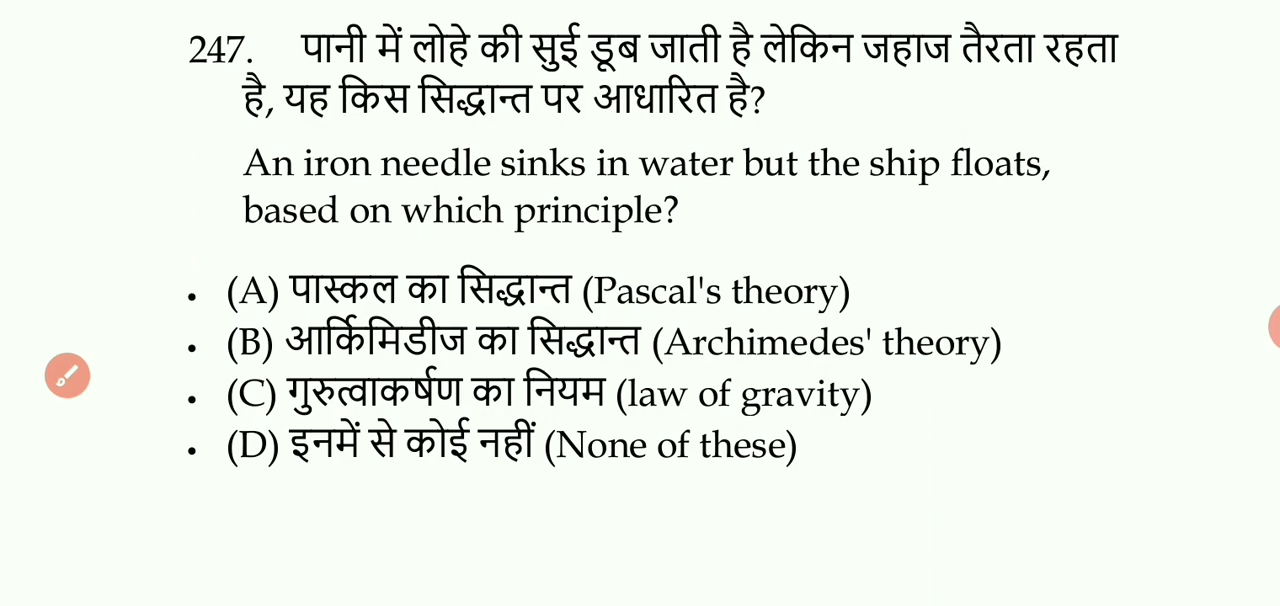 247. पानी में लोहे की सुई डूब जाती है लेकिन जहाज तैरता रहता
है, यह किस सिद्धान्त पर आधारित है?
An iron needle sinks in water but the ship floats,
based on which principle?
• (A) पास्कल का सिद्धान्त (Pascal's theory)
• (B) आर्किमिडीज का सिद्धान्त (Archimedes' theory)
• (C) गुरुत्वाकर्षण का नियम (law of gravity)
• (D) इनमें से कोई नहीं (None of these)